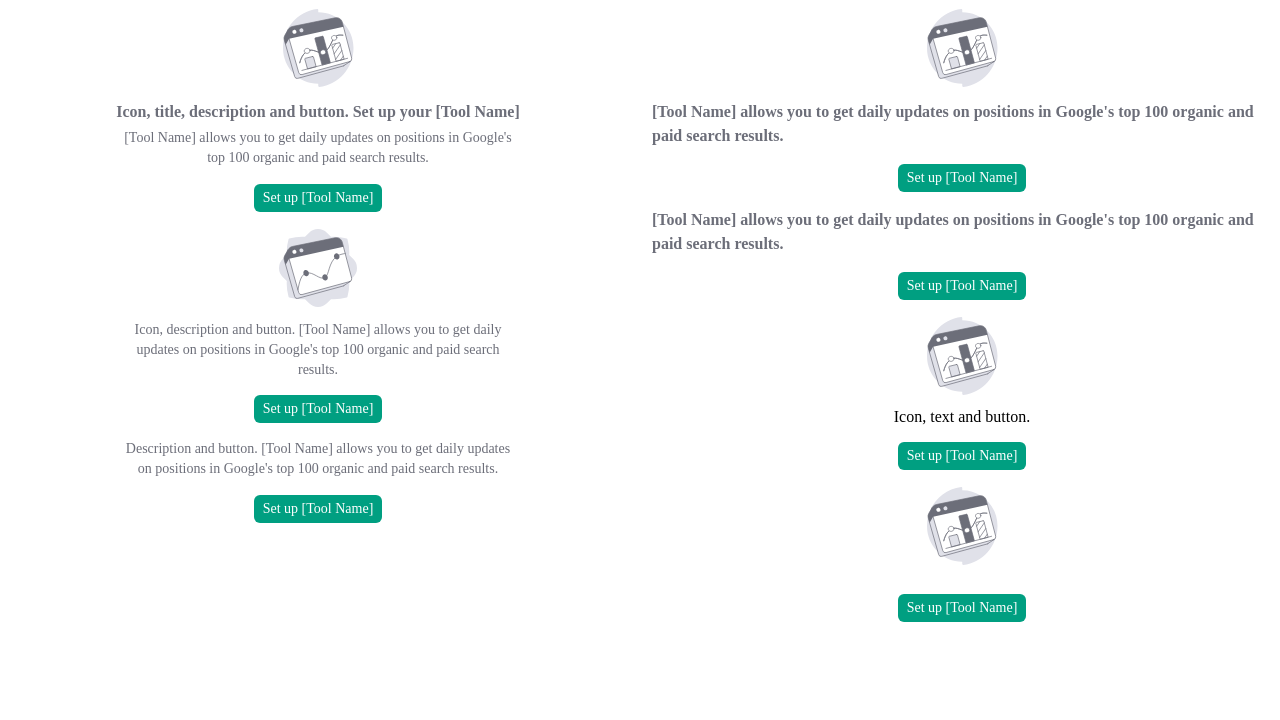 Icon, title, description and button. Set up your [Tool Name]
[Tool Name] allows you to get daily updates on positions in Google's
top 100 organic and paid search results.
Set up [Tool Name]
Icon, description and button. [Tool Name] allows you to get daily
updates on positions in Google's top 100 organic and paid search
results.
Set up [Tool Name]
Description and button. [Tool Name] allows you to get daily updates
on positions in Google's top 100 organic and paid search results.
Set up [Tool Name]
[Tool Name] allows you to get daily updates on positions in Google's top 100 organic and
paid search results.
Set up [Tool Name]
[Tool Name] allows you to get daily updates on positions in Google's top 100 organic and
paid search results.
Set up [Tool Name]
Icon, text and button.
Set up [Tool Name]
Set up [Tool Name]